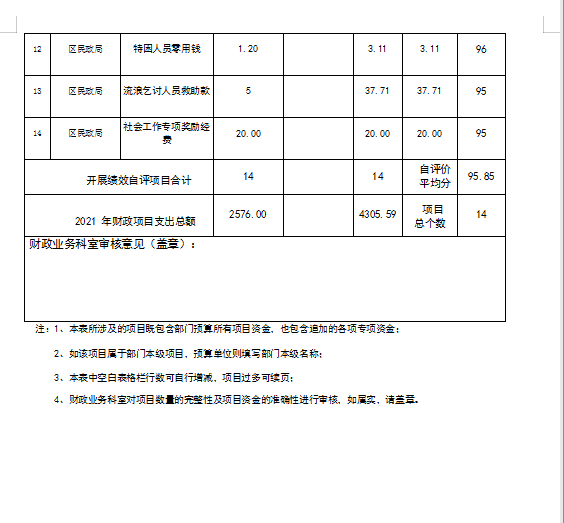 12 区民政局 特困人员零用钱 1.20 3.11 3.11 96
13 区民政局 流浪乞讨人员救助款 5 37.71 37.71 95
14 区民政局 社会工作专项奖励经
费 20.00 20.00 20.00 95
开展绩效自评项目合计 14 14 自评价
平均分 95.85
2021 年财政项目支出总额 2576.00 4305.59 项目
总个数 14
财政业务科室审核意见（盖章）：
注：1、本表所涉及的项目既包含部门预算所有项目资金，也包含追加的各项专项资金；
2、如该项目属于部门本级项目，预算单位则填写部门本级名称；
3、本表中空白表格栏行数可自行增减，项目过多可续页；
4、财政业务科室对项目数量的完整性及项目资金的准确性进行审核，如属实，请盖章。